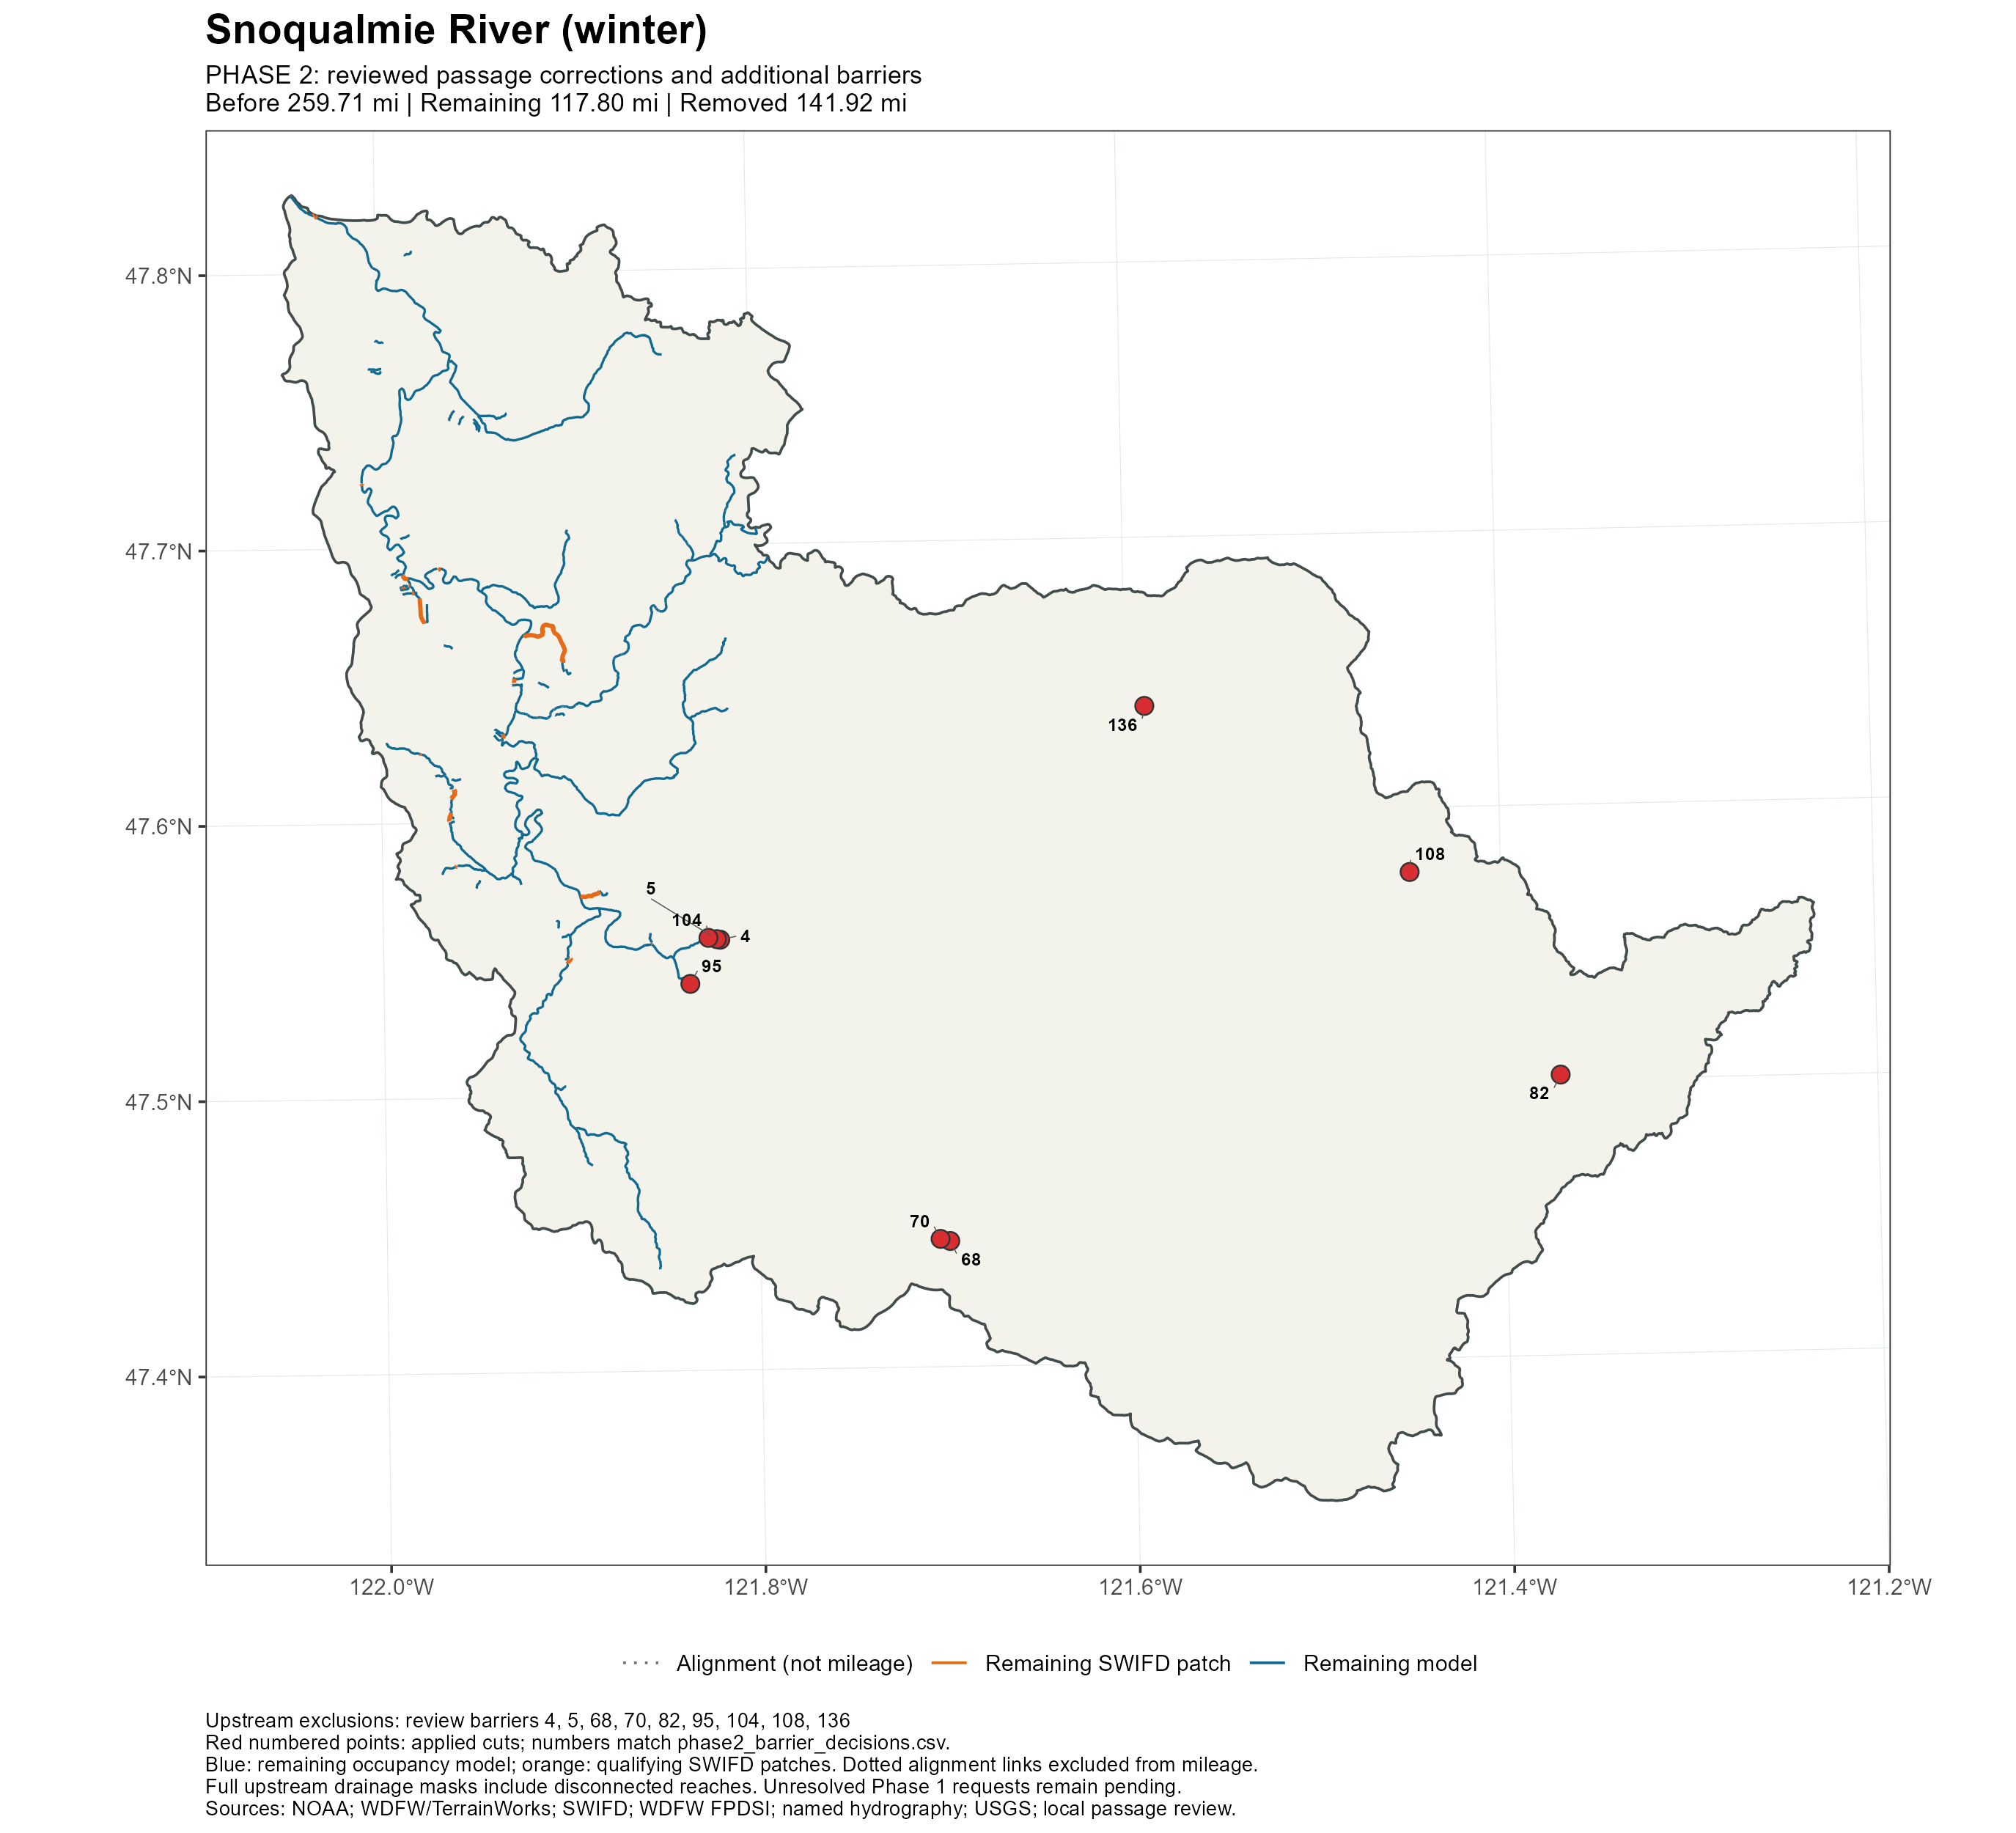 Snoqualmie River (winter)
PHASE 2: reviewed passage corrections and additional barriers
Before 259.71 mi | Remaining 117.80 mi | Removed 141.92 mi
47.8°N
47.7°N
136
47.6°N
108
5
104
4
95
82
47.5°N
70
68
47.4°N
122.0°W
121.8°W
121.6°W
121.4°W
121.2°W
Alignment (not mileage)
Remaining SWIFD patch
Remaining model
Upstream exclusions: review barriers 4, 5, 68, 70, 82, 95, 104, 108, 136
Red numbered points: applied cuts; numbers match phase2_barrier_decisions.csv.
Blue: remaining occupancy model; orange: qualifying SWIFD patches. Dotted alignment links excluded from mileage.
Full upstream drainage masks include disconnected reaches. Unresolved Phase 1 requests remain pending.
Sources: NOAA; WDFW/TerrainWorks; SWIFD; WDFW FPDSI; named hydrography; USGS; local passage review.